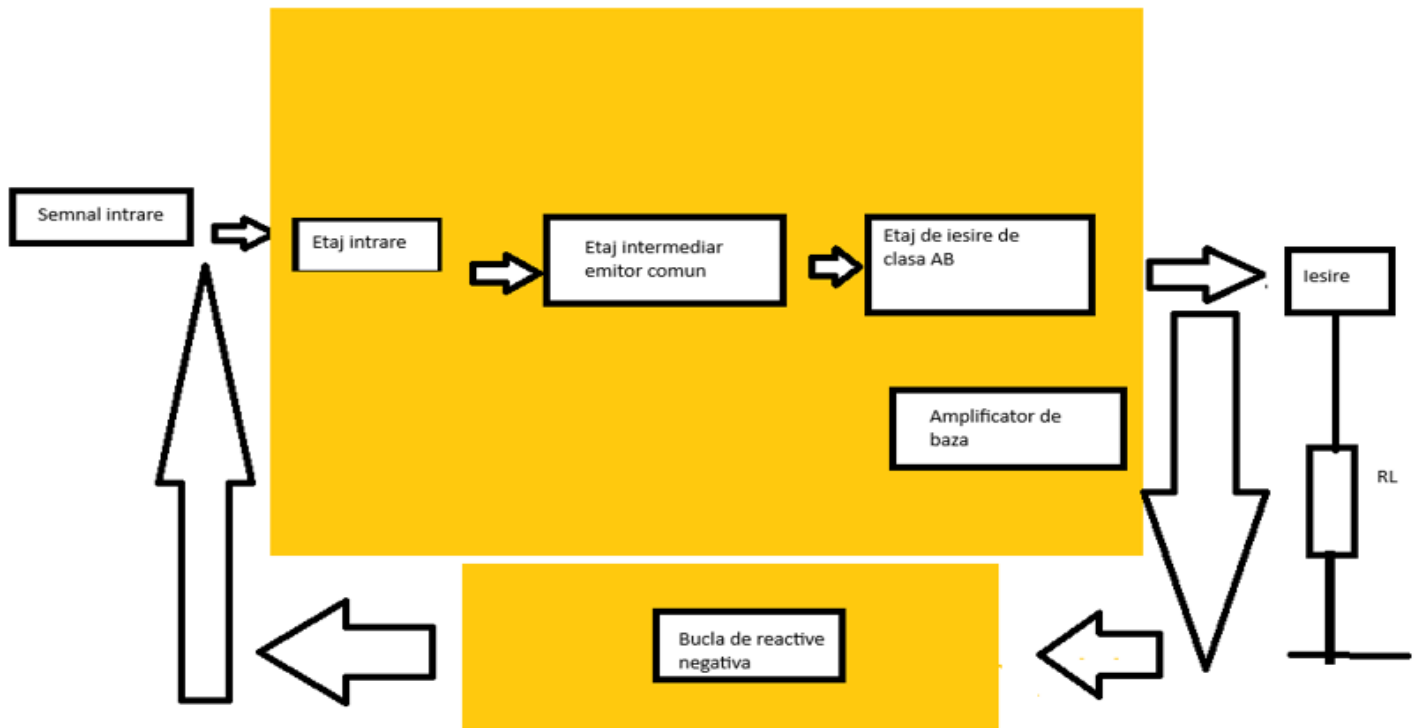 Semnal intrare
Etaj intrare
Etaj intermediar
emitor comun
Etaj de iesire de
clasa AB
Iesire
Amplificator de
baza
RL
Bucla de reactive
negativa